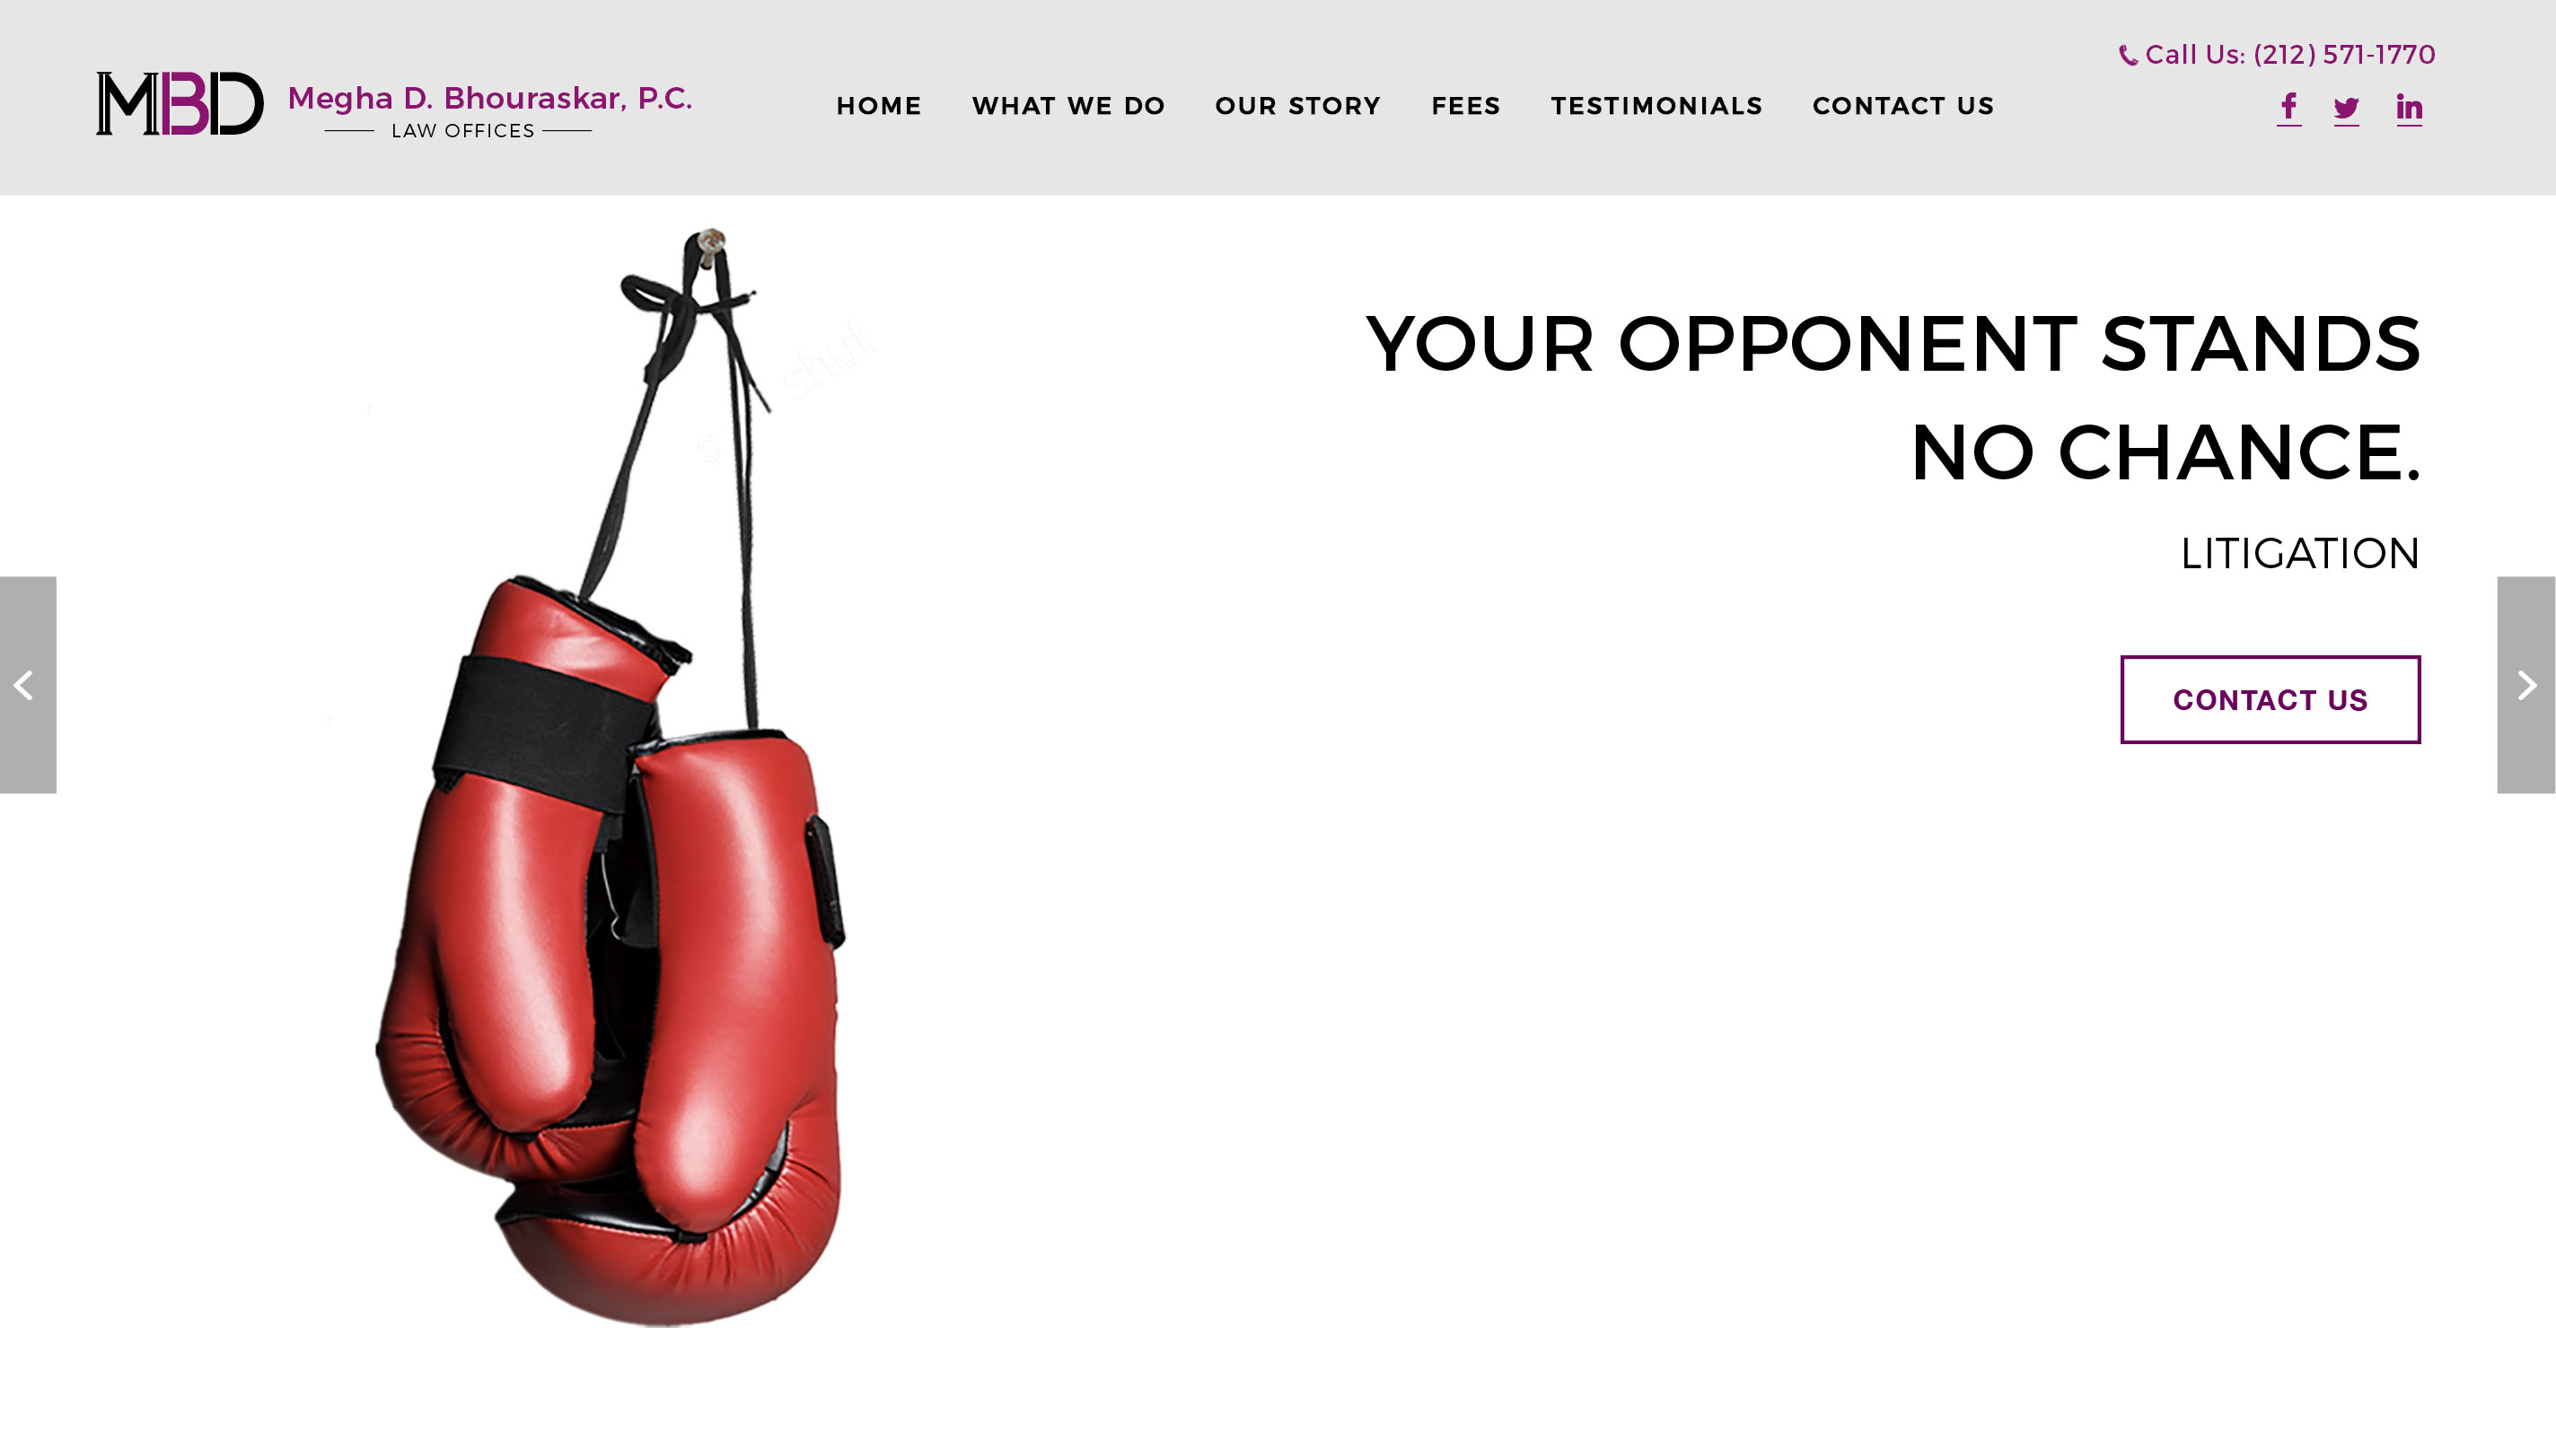 MBD
Megha D. Bhouraskar, P.C.
LAW OFFICES
HOME WHAT WE DO OUR STORY FEES TESTIMONIALS CONTACT US
Call Us: (212) 571-1770
YOUR OPPONENT STANDS
NO CHANCE.
LITIGATION
CONTACT US
shut